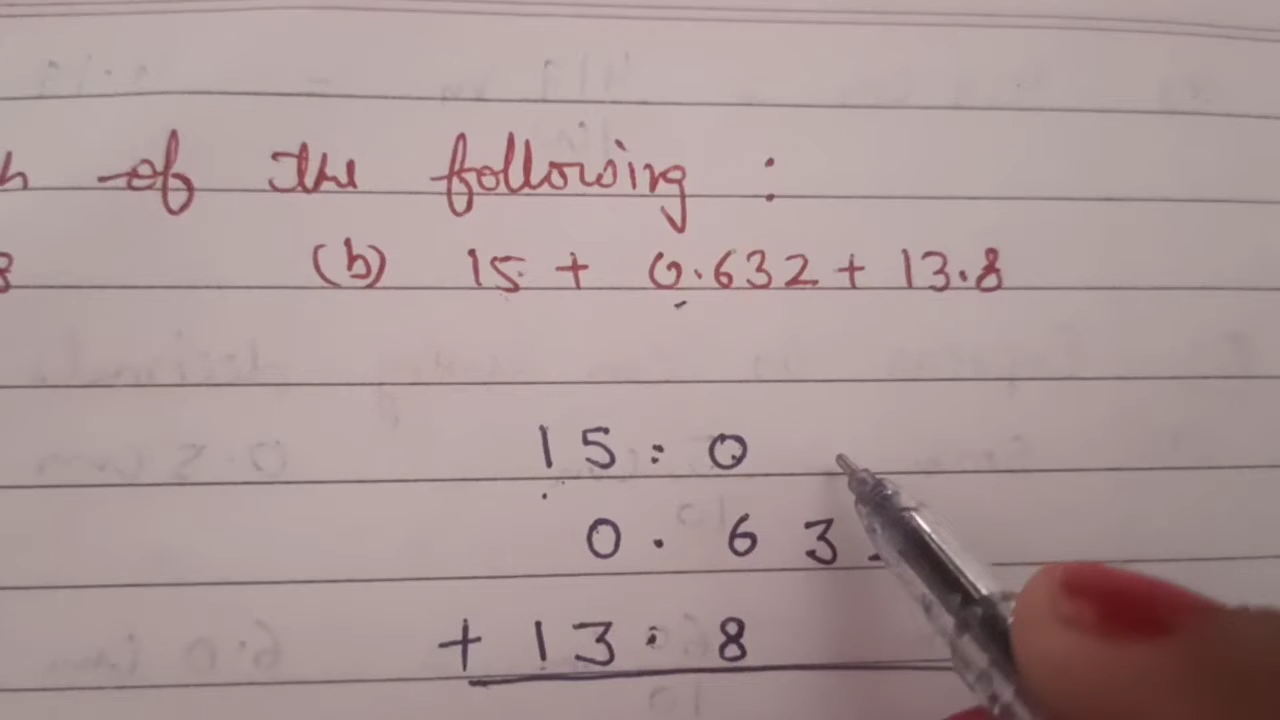 of the following :
(b) 15 + 0.632 + 13.8
15.0
0.63
+ 13.8